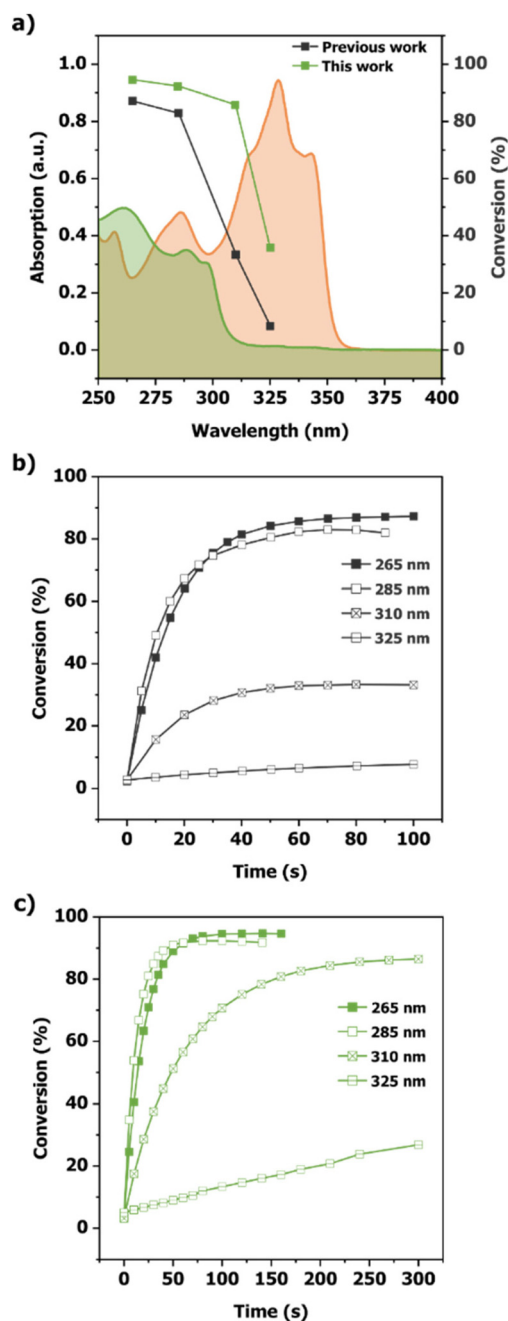 a)
Previous work
This work
1.0
0.8
0.6
0.4
0.2
0.0
Absorption (a.u.)
100
80
60
40
20
0
Conversion (%)
250 275 300 325 350 375 400
Wavelength (nm)
b)
100
80
60
40
20
0
Conversion (%)
265 nm
285 nm
310 nm
325 nm
0 20 40 60 80 100
Time (s)
c)
100
80
60
40
20
0
Conversion (%)
265 nm
285 nm
310 nm
325 nm
0 50 100 150 200 250 300
Time (s)